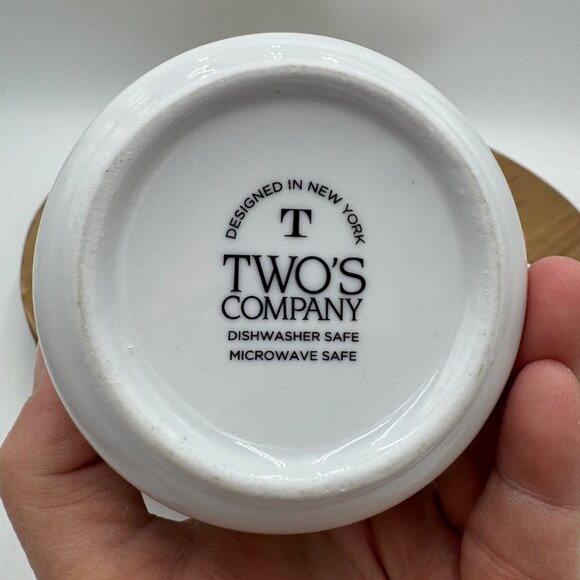 DESIGNED IN NEW YORK
T
TWO'S
COMPANY
DISHWASHER SAFE
MICROWAVE SAFE